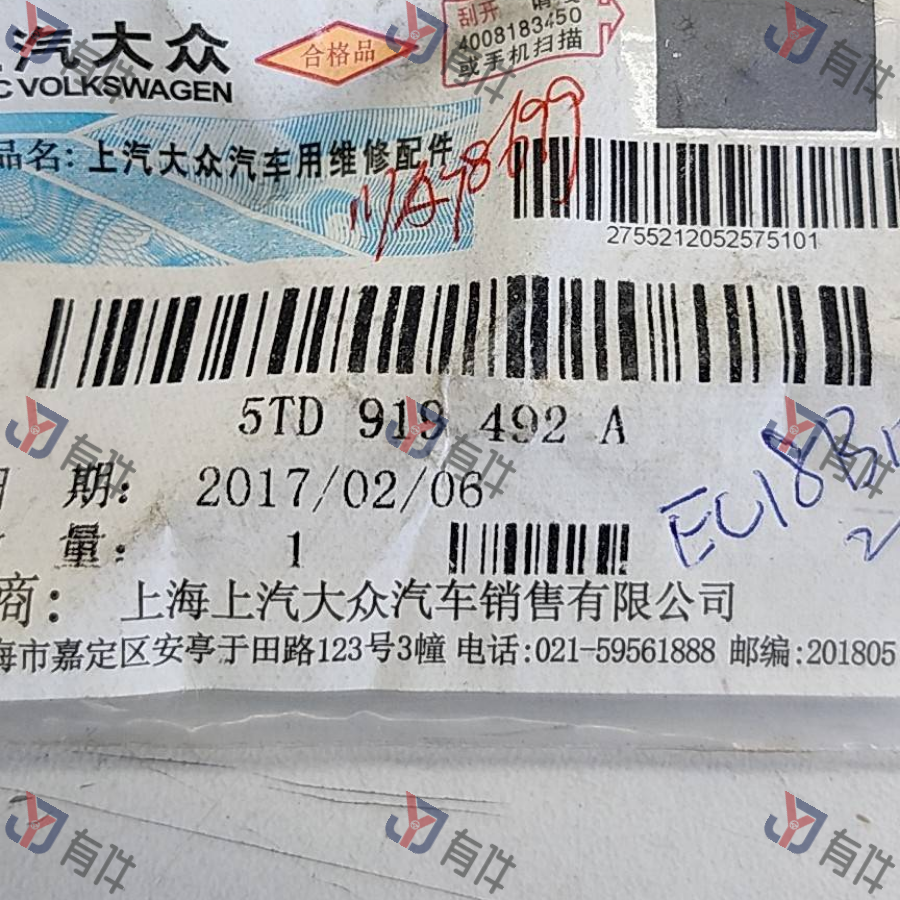 汽大众
C VOLKSWAGEN
合格品
刮开
4008183450
或手机扫描
品名: 上汽大众汽车用维修配件
2755212052575101
5TD 919 492 A
期: 2017/02/06
量: 1
EC18B
2
商: 上海上汽大众汽车销售有限公司
海市嘉定区安亭于田路123号3幢 电话:021-59561888 邮编:201805
有件